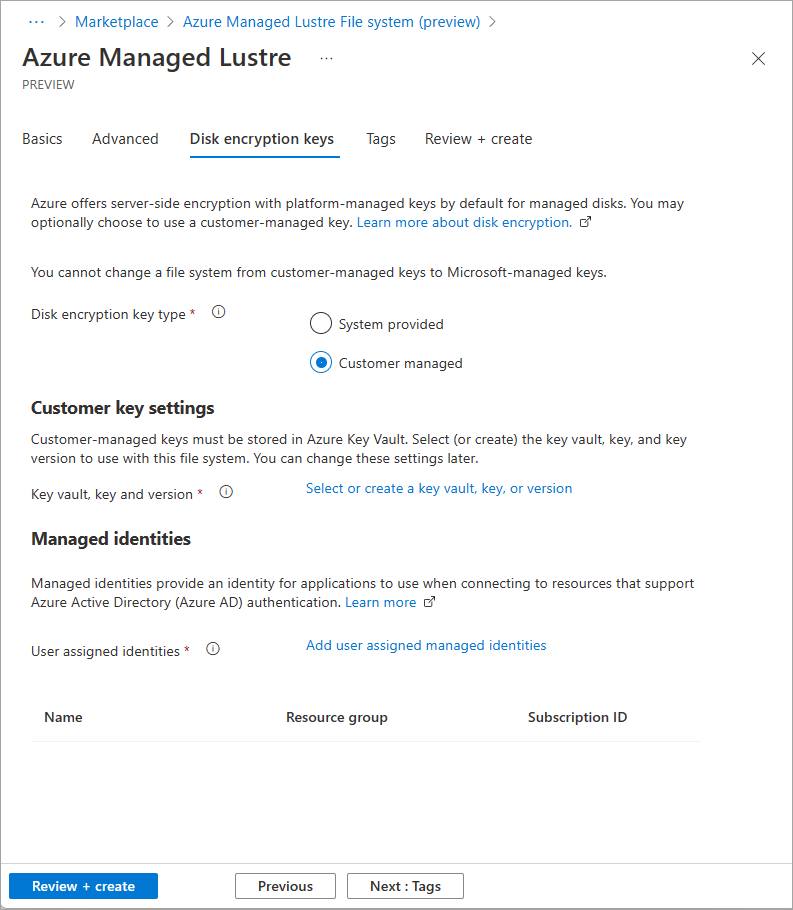 ··· > Marketplace > Azure Managed Lustre File system (preview) >
Azure Managed Lustre ...
PREVIEW
Basics Advanced Disk encryption keys Tags Review + create
Azure offers server-side encryption with platform-managed keys by default for managed disks. You may
optionally choose to use a customer-managed key. Learn more about disk encryption.
You cannot change a file system from customer-managed keys to Microsoft-managed keys.
Disk encryption key type *
System provided
Customer managed
Customer key settings
Customer-managed keys must be stored in Azure Key Vault. Select (or create) the key vault, key, and key
version to use with this file system. You can change these settings later.
Key vault, key and version * Select or create a key vault, key, or version
Managed identities
Managed identities provide an identity for applications to use when connecting to resources that support
Azure Active Directory (Azure AD) authentication. Learn more
User assigned identities * Add user assigned managed identities
Name Resource group Subscription ID
Review + create Previous Next : Tags